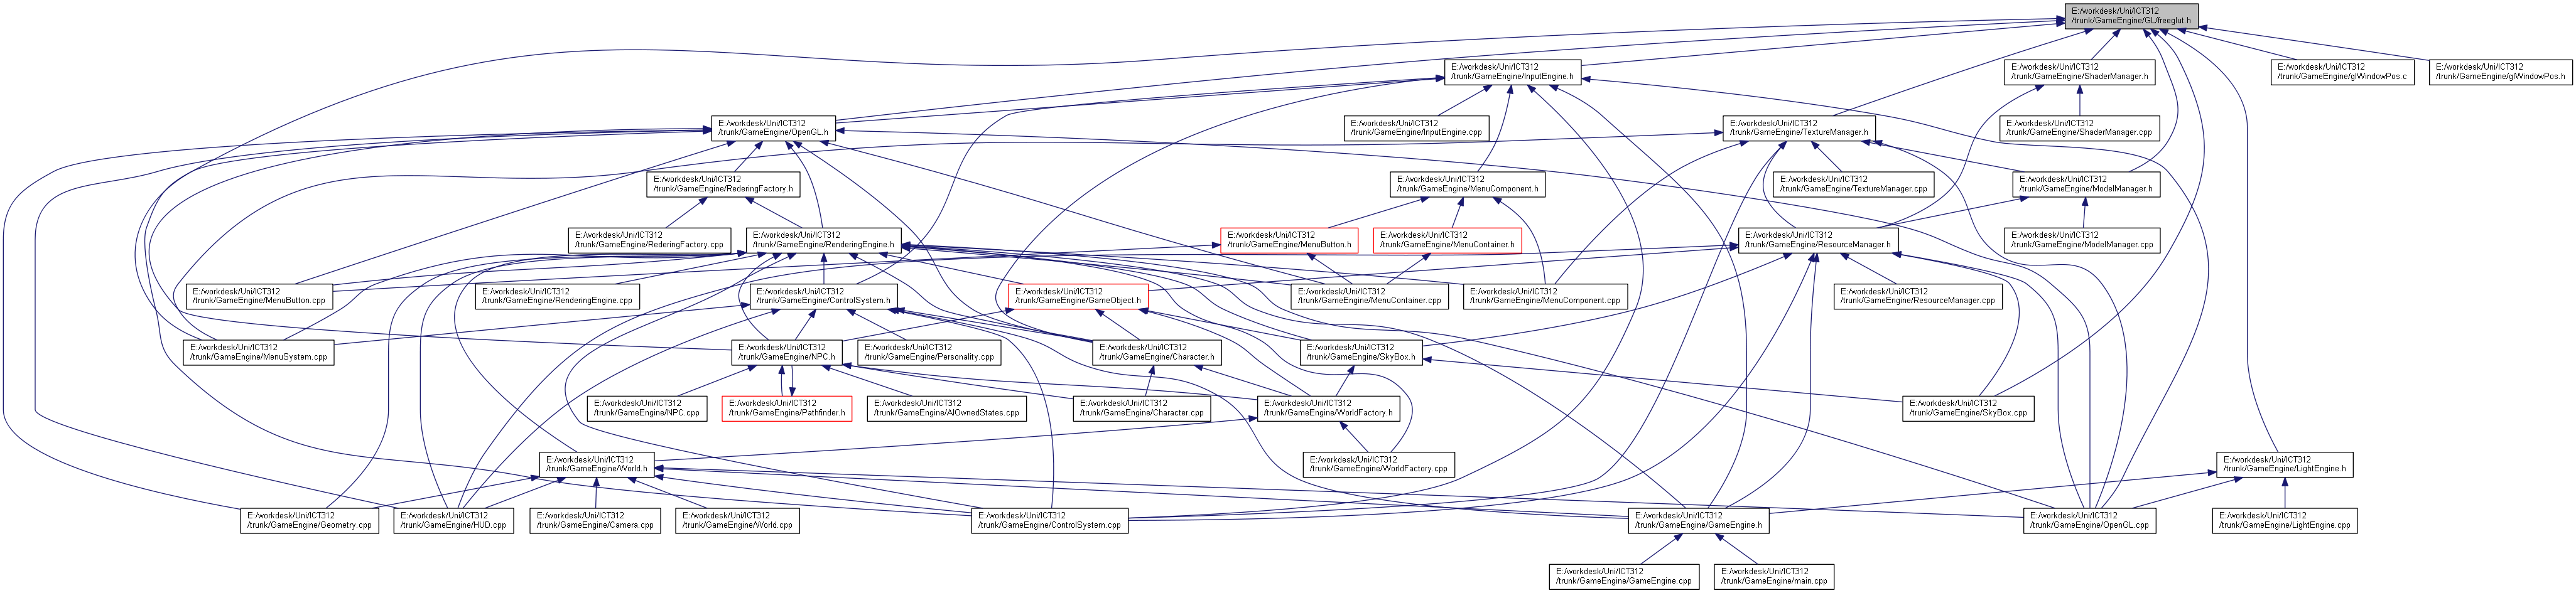 E:/workdesk/Uni/ICT312
/trunk/GameEngine/GL/freeglut.h
E:/workdesk/Uni/ICT312
/trunk/GameEngine/InputEngine.h
E:/workdesk/Uni/ICT312
/trunk/GameEngine/ShaderManager.h
E:/workdesk/Uni/ICT312
/trunk/GameEngine/glWindowPos.c
E:/workdesk/Uni/ICT312
/trunk/GameEngine/glWindowPos.h
E:/workdesk/Uni/ICT312
/trunk/GameEngine/OpenGL.h
E:/workdesk/Uni/ICT312
/trunk/GameEngine/InputEngine.cpp
E:/workdesk/Uni/ICT312
/trunk/GameEngine/TextureManager.h
E:/workdesk/Uni/ICT312
/trunk/GameEngine/ShaderManager.cpp
E:/workdesk/Uni/ICT312
/trunk/GameEngine/RederingFactory.h
E:/workdesk/Uni/ICT312
/trunk/GameEngine/MenuComponent.h
E:/workdesk/Uni/ICT312
/trunk/GameEngine/TextureManager.cpp
E:/workdesk/Uni/ICT312
/trunk/GameEngine/ModelManager.h
E:/workdesk/Uni/ICT312
/trunk/GameEngine/RederingFactory.cpp
E:/workdesk/Uni/ICT312
/trunk/GameEngine/RenderingEngine.h
E:/workdesk/Uni/ICT312
/trunk/GameEngine/MenuButton.h
E:/workdesk/Uni/ICT312
/trunk/GameEngine/MenuContainer.h
E:/workdesk/Uni/ICT312
/trunk/GameEngine/ResourceManager.h
E:/workdesk/Uni/ICT312
/trunk/GameEngine/ModelManager.cpp
E:/workdesk/Uni/ICT312
/trunk/GameEngine/MenuButton.cpp
E:/workdesk/Uni/ICT312
/trunk/GameEngine/RenderingEngine.cpp
E:/workdesk/Uni/ICT312
/trunk/GameEngine/ControlSystem.h
E:/workdesk/Uni/ICT312
/trunk/GameEngine/GameObject.h
E:/workdesk/Uni/ICT312
/trunk/GameEngine/MenuContainer.cpp
E:/workdesk/Uni/ICT312
/trunk/GameEngine/MenuComponent.cpp
E:/workdesk/Uni/ICT312
/trunk/GameEngine/ResourceManager.cpp
E:/workdesk/Uni/ICT312
/trunk/GameEngine/MenuSystem.cpp
E:/workdesk/Uni/ICT312
/trunk/GameEngine/NPC.h
E:/workdesk/Uni/ICT312
/trunk/GameEngine/Personality.cpp
E:/workdesk/Uni/ICT312
/trunk/GameEngine/Character.h
E:/workdesk/Uni/ICT312
/trunk/GameEngine/SkyBox.h
E:/workdesk/Uni/ICT312
/trunk/GameEngine/NPC.cpp
E:/workdesk/Uni/ICT312
/trunk/GameEngine/Pathfinder.h
E:/workdesk/Uni/ICT312
/trunk/GameEngine/AIOwnedStates.cpp
E:/workdesk/Uni/ICT312
/trunk/GameEngine/Character.cpp
E:/workdesk/Uni/ICT312
/trunk/GameEngine/WorldFactory.h
E:/workdesk/Uni/ICT312
/trunk/GameEngine/SkyBox.cpp
E:/workdesk/Uni/ICT312
/trunk/GameEngine/World.h
E:/workdesk/Uni/ICT312
/trunk/GameEngine/WorldFactory.cpp
E:/workdesk/Uni/ICT312
/trunk/GameEngine/LightEngine.h
E:/workdesk/Uni/ICT312
/trunk/GameEngine/Geometry.cpp
E:/workdesk/Uni/ICT312
/trunk/GameEngine/HUD.cpp
E:/workdesk/Uni/ICT312
/trunk/GameEngine/Camera.cpp
E:/workdesk/Uni/ICT312
/trunk/GameEngine/World.cpp
E:/workdesk/Uni/ICT312
/trunk/GameEngine/ControlSystem.cpp
E:/workdesk/Uni/ICT312
/trunk/GameEngine/GameEngine.h
E:/workdesk/Uni/ICT312
/trunk/GameEngine/OpenGL.cpp
E:/workdesk/Uni/ICT312
/trunk/GameEngine/LightEngine.cpp
E:/workdesk/Uni/ICT312
/trunk/GameEngine/GameEngine.cpp
E:/workdesk/Uni/ICT312
/trunk/GameEngine/main.cpp